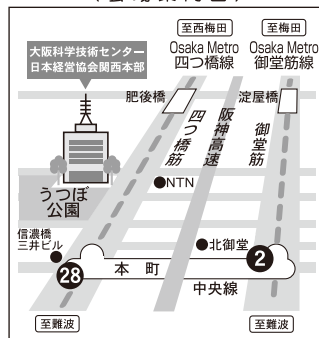 至西梅田
至梅田
Osaka Metro
四つ橋線
Osaka Metro
御堂筋線
大阪科学技術センター
日本経営協会関西本部
肥後橋
淀屋橋
四つ橋筋
阪神高速
御堂筋
うつぼ
公園
NTN
信濃橋
三井ビル
北御堂
28
本町
2
中央線
至難波
至難波